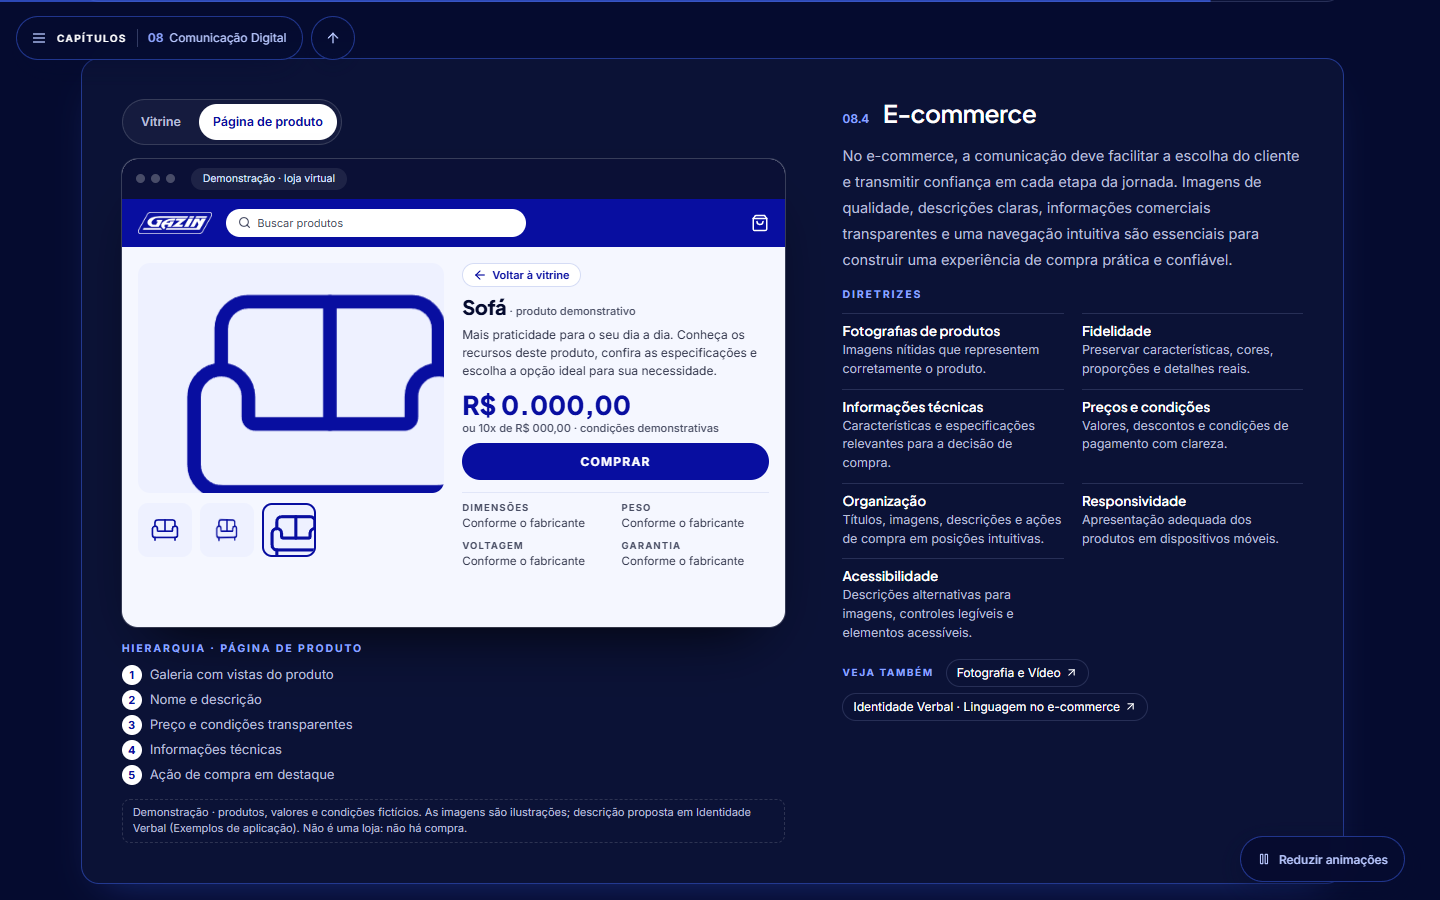 CAPÍTULOS
08 Comunicação Digital
Vitrine
Página de produto
Demonstração · loja virtual
GAZIN
Buscar produtos
Voltar à vitrine
Sofá · produto demonstrativo
Mais praticidade para o seu dia a dia. Conheça os
recursos deste produto, confira as especificações e
escolha a opção ideal para sua necessidade.
R$ 0.000,00
ou 10x de R$ 000,00 · condições demonstrativas
COMPRAR
DIMENSÕES
Conforme o fabricante
PESO
Conforme o fabricante
VOLTAGEM
Conforme o fabricante
GARANTIA
Conforme o fabricante
HIERARQUIA · PÁGINA DE PRODUTO
1 Galeria com vistas do produto
2 Nome e descrição
3 Preço e condições transparentes
4 Informações técnicas
5 Ação de compra em destaque
Demonstração · produtos, valores e condições fictícios. As imagens são ilustrações; descrição proposta em Identidade
Verbal (Exemplos de aplicação). Não é uma loja: não há compra.
08.4 E-commerce
No e-commerce, a comunicação deve facilitar a escolha do cliente
e transmitir confiança em cada etapa da jornada. Imagens de
qualidade, descrições claras, informações comerciais
transparentes e uma navegação intuitiva são essenciais para
construir uma experiência de compra prática e confiável.
DIRETRIZES
Fotografias de produtos
Imagens nítidas que representem
corretamente o produto.
Fidelidade
Preservar características, cores,
proporções e detalhes reais.
Informações técnicas
Características e especificações
relevantes para a decisão de
compra.
Preços e condições
Valores, descontos e condições de
pagamento com clareza.
Organização
Títulos, imagens, descrições e ações
de compra em posições intuitivas.
Responsividade
Apresentação adequada dos
produtos em dispositivos móveis.
Acessibilidade
Descrições alternativas para
imagens, controles legíveis e
elementos acessíveis.
VEJA TAMBÉM
Fotografia e Vídeo
Identidade Verbal · Linguagem no e-commerce
Reduzir animações